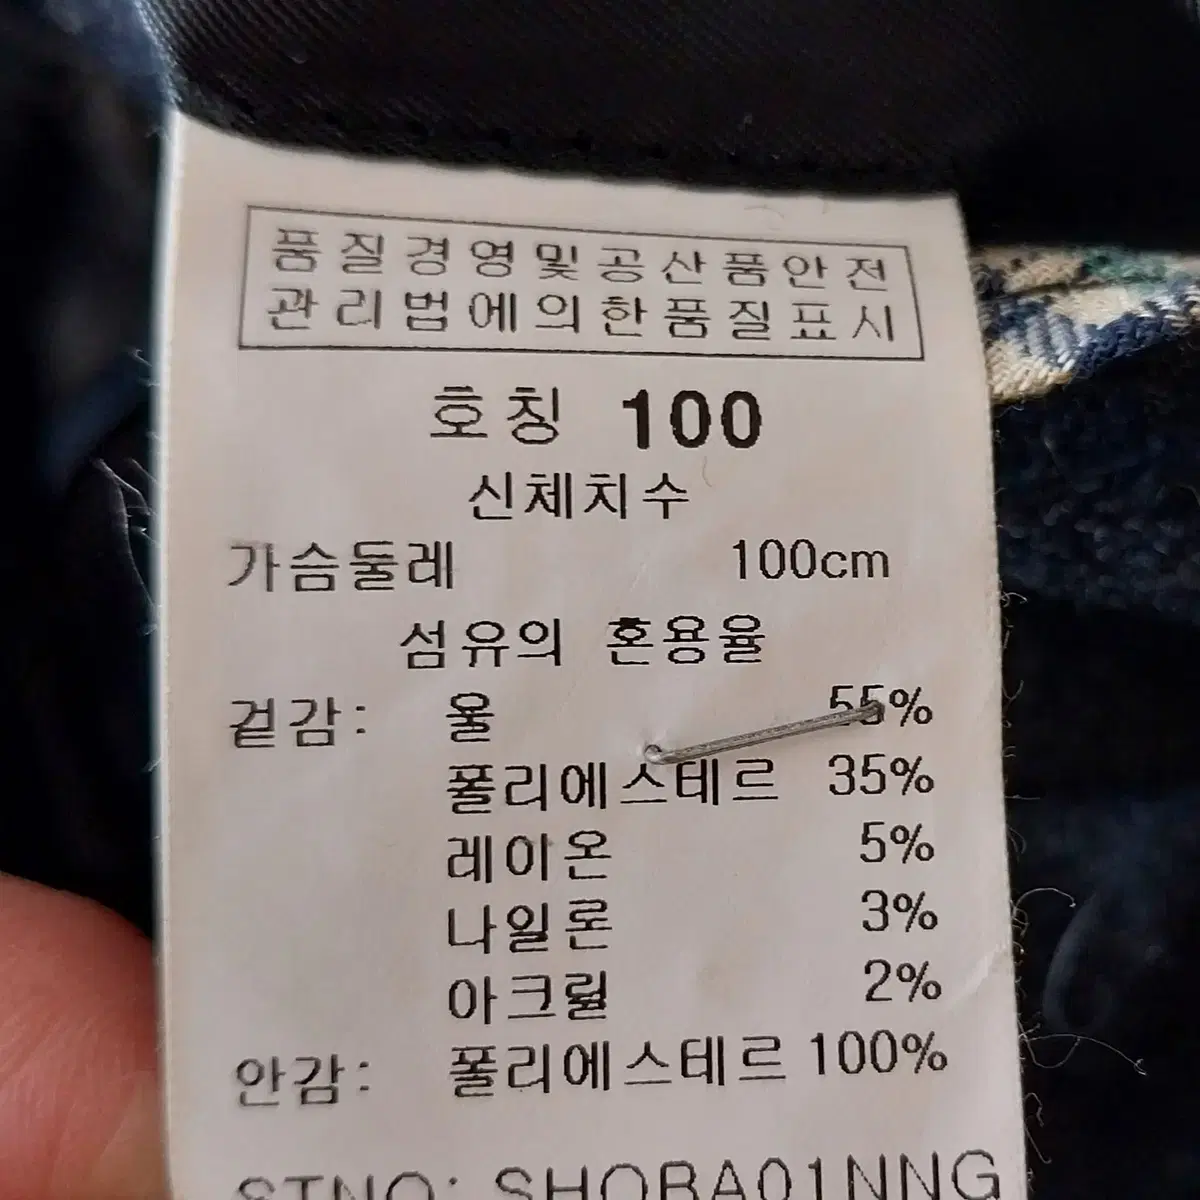 품질경영및공산품안전
관리법에의한품질표시
호칭 100
신체치수
가슴둘레 100cm
섬유의 혼용율
겉감: 울 55%
폴리에스테르 35%
레이온 5%
나일론 3%
아크릴 2%
안감: 폴리에스테르 100%
STNO: SHOBA01NNG